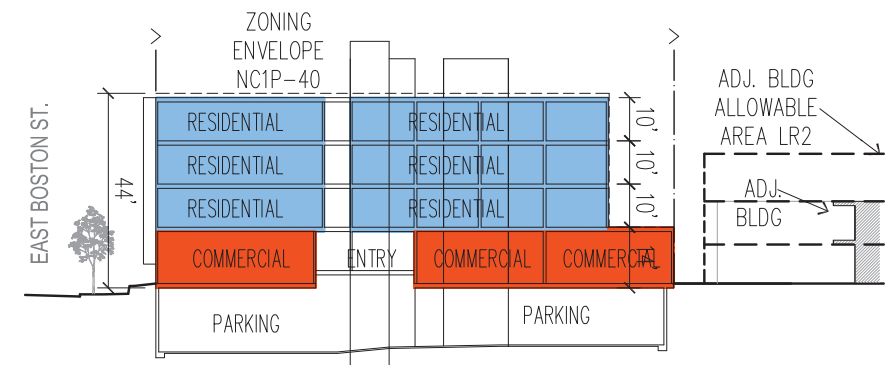 ZONING
ENVELOPE
NC1P-40
EAST BOSTON ST.
44'
RESIDENTIAL RESIDENTIAL 10'
RESIDENTIAL RESIDENTIAL 10'
RESIDENTIAL RESIDENTIAL 10'
COMMERCIAL ENTRY COMMERCIAL COMMERCIAL
PARKING PARKING
ADJ. BLDG
ALLOWABLE
AREA LR2
ADJ.
BLDG